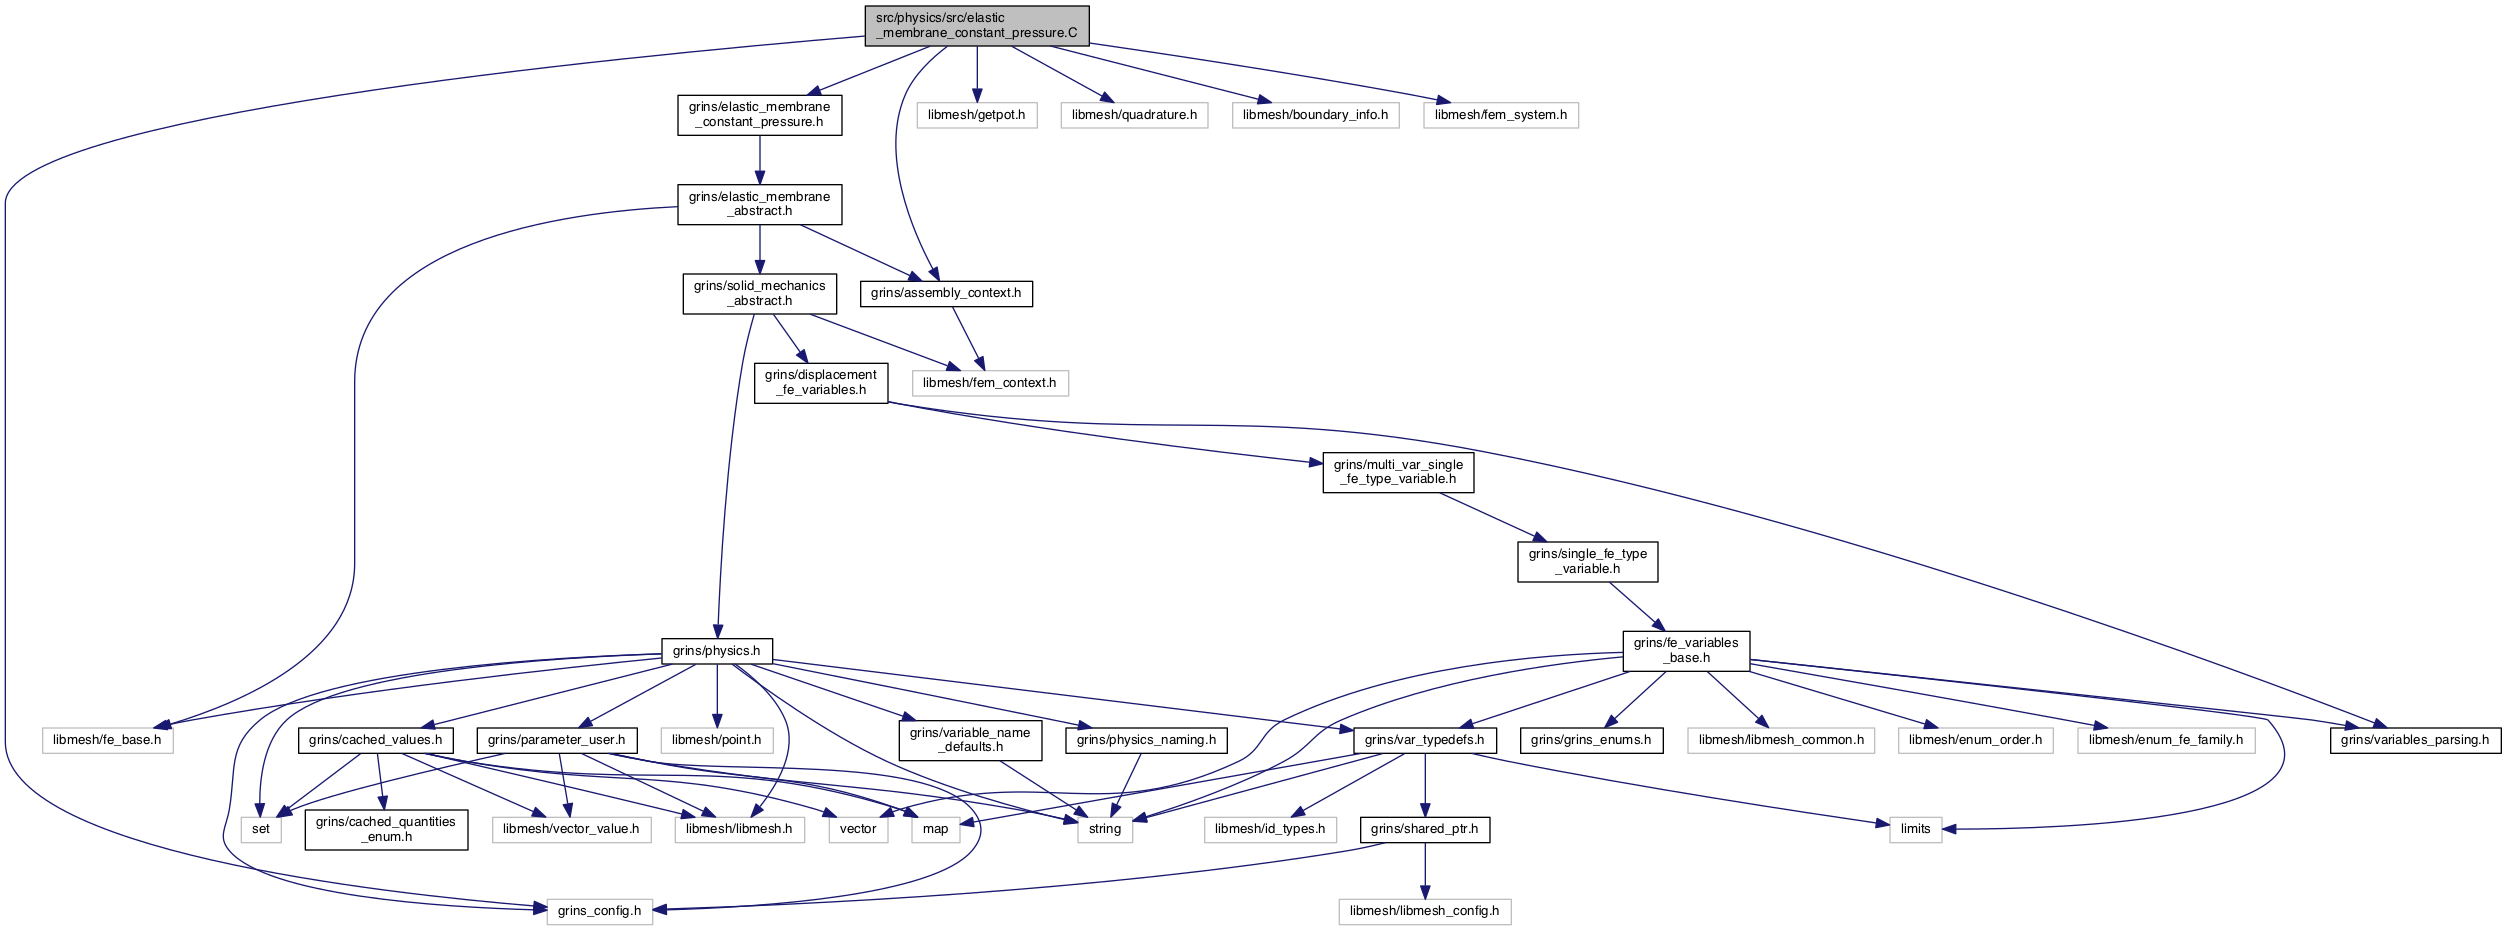 src/physics/src/elastic
_membrane_constant_pressure.C
grins/elastic_membrane
_constant_pressure.h
libmesh/getpot.h
libmesh/quadrature.h
libmesh/boundary_info.h
libmesh/fem_system.h
grins/elastic_membrane
_abstract.h
grins/solid_mechanics
_abstract.h
grins/assembly_context.h
grins/displacement
_fe_variables.h
libmesh/fem_context.h
grins/multi_var_single
_fe_type_variable.h
grins/single_fe_type
_variable.h
grins/physics.h
grins/fe_variables
_base.h
libmesh/fe_base.h
grins/cached_values.h
grins/parameter_user.h
libmesh/point.h
grins/variable_name
_defaults.h
grins/physics_naming.h
grins/var_typedefs.h
grins/grins_enums.h
libmesh/libmesh_common.h
libmesh/enum_order.h
libmesh/enum_fe_family.h
grins/variables_parsing.h
set
grins/cached_quantities
_enum.h
libmesh/vector_value.h
libmesh/libmesh.h
vector
map
string
libmesh/id_types.h
grins/shared_ptr.h
limits
grins_config.h
libmesh/libmesh_config.h